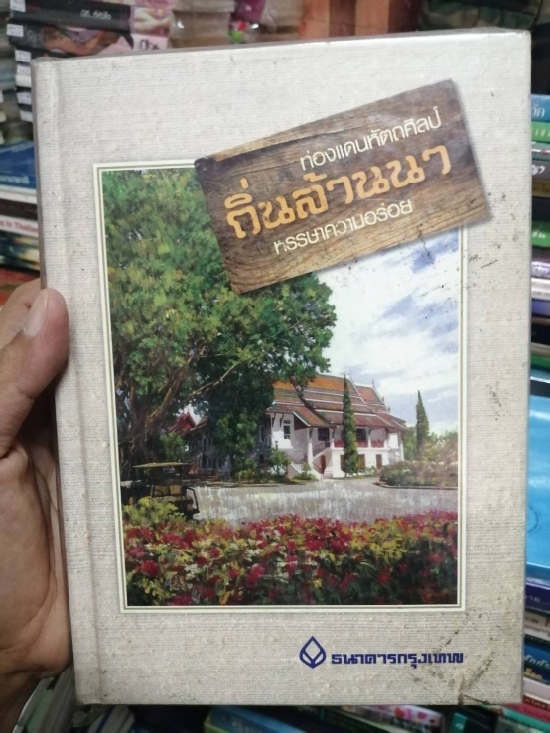 ท่องแดนหัตถศิลป์
ถิ่นล้านนา
หรรษาความอร่อย
ธนาคารกรุงเทพ